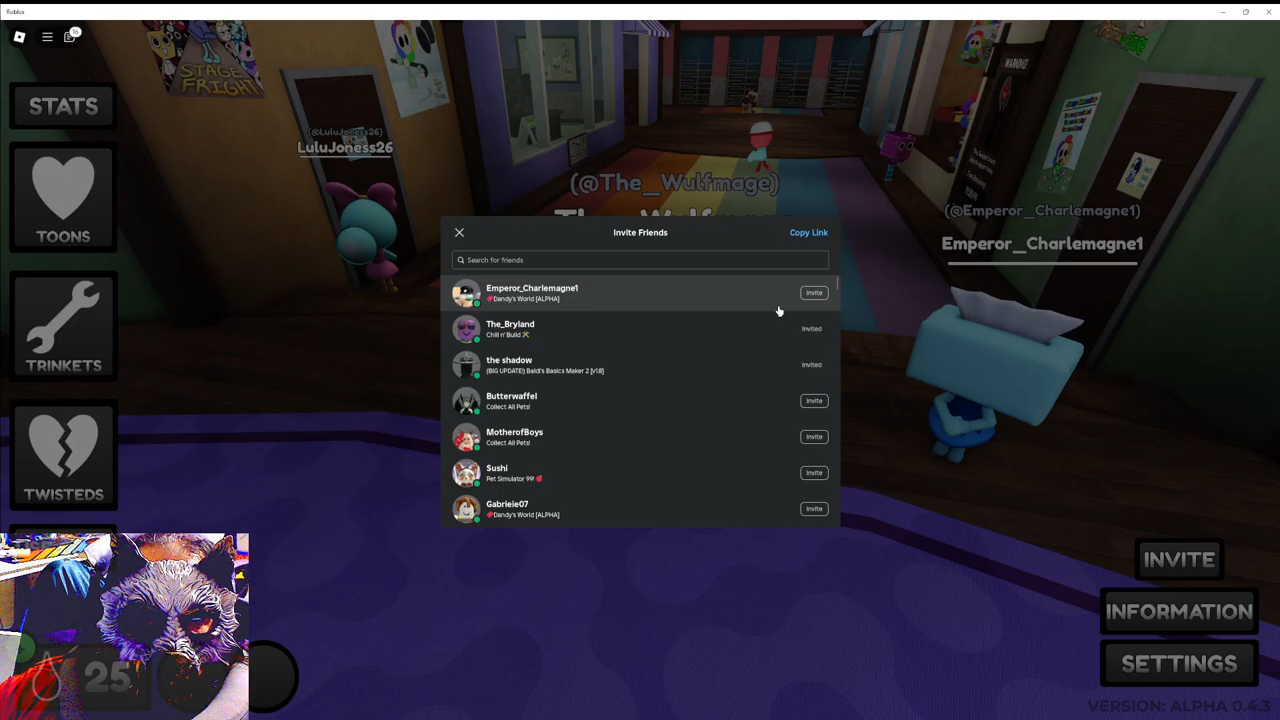 Roblox
16
STAGE
FRIGHT
STATS
TOONS
TRINKETS
TWISTEDS
(@LuluJoness26)
LuluJoness26
(@The_Wulfmage)
WARNING!
(@Emperor_Charlemagne1)
Emperor_Charlemagne1
Invite Friends
Copy Link
Search for friends
Emperor_Charlemagne1
Dandy's World [ALPHA]
Invite
The_Bryland
Chill n' Build
Invited
the shadow
(BIG UPDATE) Baldi's Basics Maker 2 [v1.8]
Invited
Butterwaffel
Collect All Pets!
Invite
MotherofBoys
Collect All Pets!
Invite
Sushi
Pet Simulator 99!
Invite
Gabrieie07
Dandy's World [ALPHA]
Invite
25
INVITE
INFORMATION
SETTINGS
VERSION: ALPHA 0.4.3